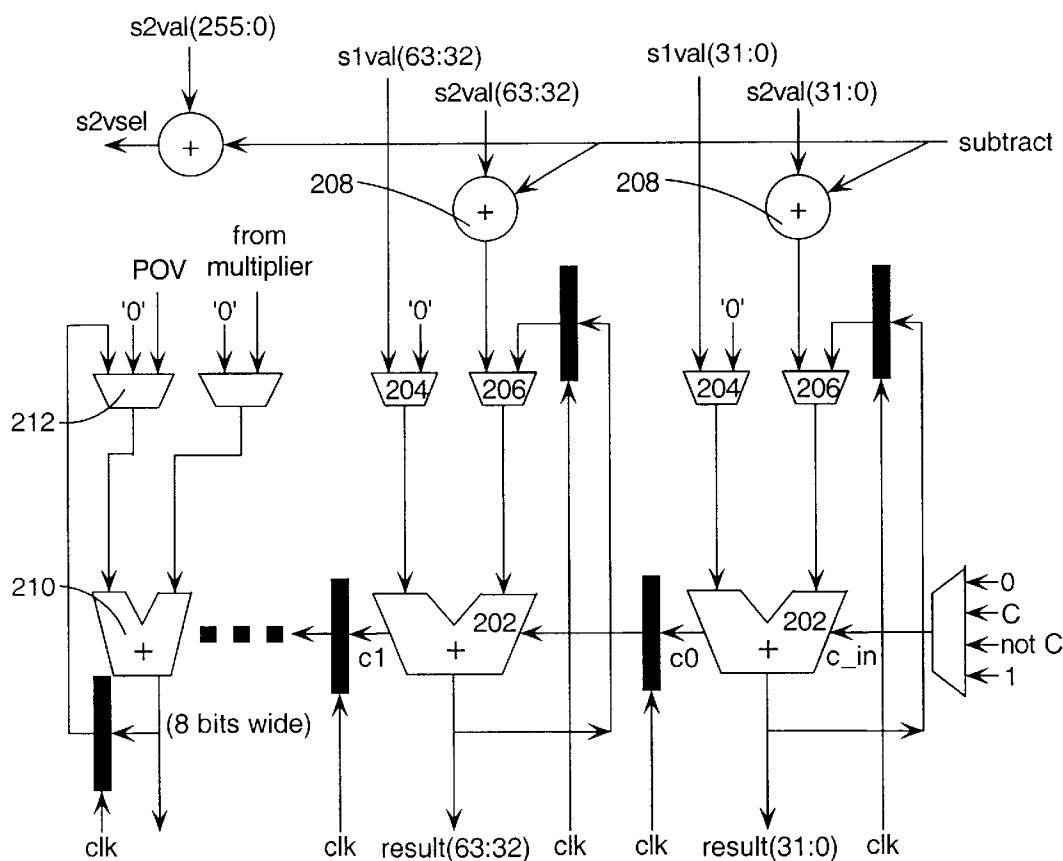 s2val(255:0)
s1val(63:32)
s1val(31:0)
s2val(63:32)
s2val(31:0)
s2vsel
+
subtract
208
+
208
+
from
multiplier
POV
'0'
'0'
'0'
'0'
204
206
204
206
212
210
+
202
+
c1
202
+
c0
c_in
0
C
not C
1
(8 bits wide)
clk
clk
result(63:32)
clk
clk
result(31:0)
clk